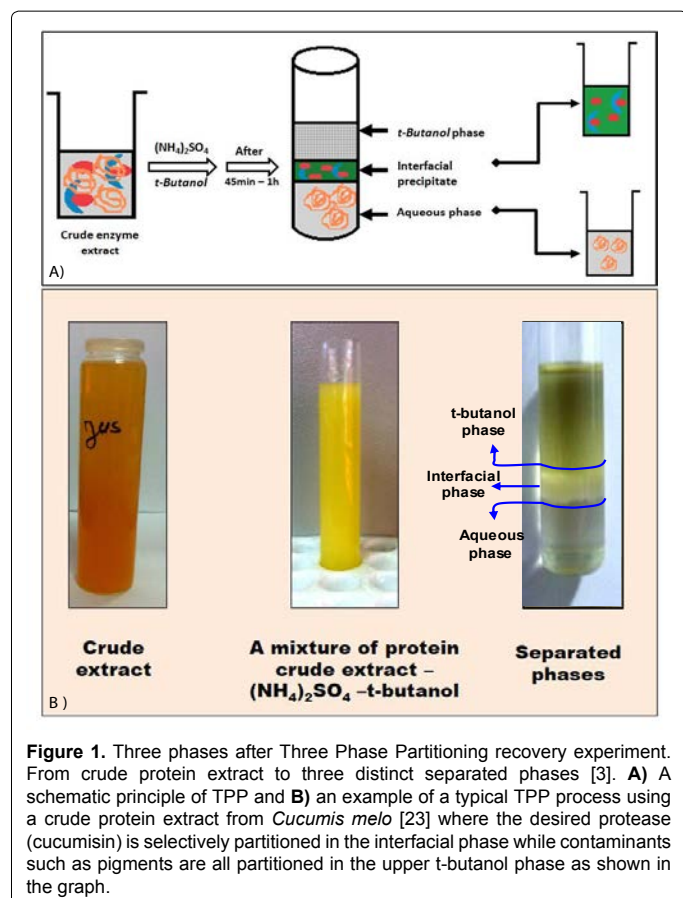 (NH4)2SO4
t-Butanol
After
45min – 1h
Crude enzyme
extract
t-Butanol phase
Interfacial
precipitate
Aqueous phase
A)
Jus
t-butanol
phase
Interfacial
phase
Aqueous
phase
Crude
extract
A mixture of protein
crude extract –
(NH4)2SO4 –t-butanol
Separated
phases
B )
Figure 1. Three phases after Three Phase Partitioning recovery experiment.
From crude protein extract to three distinct separated phases [3]. A) A
schematic principle of TPP and B) an example of a typical TPP process using
a crude protein extract from Cucumis melo [23] where the desired protease
(cucumisin) is selectively partitioned in the interfacial phase while contaminants
such as pigments are all partitioned in the upper t-butanol phase as shown in
the graph.